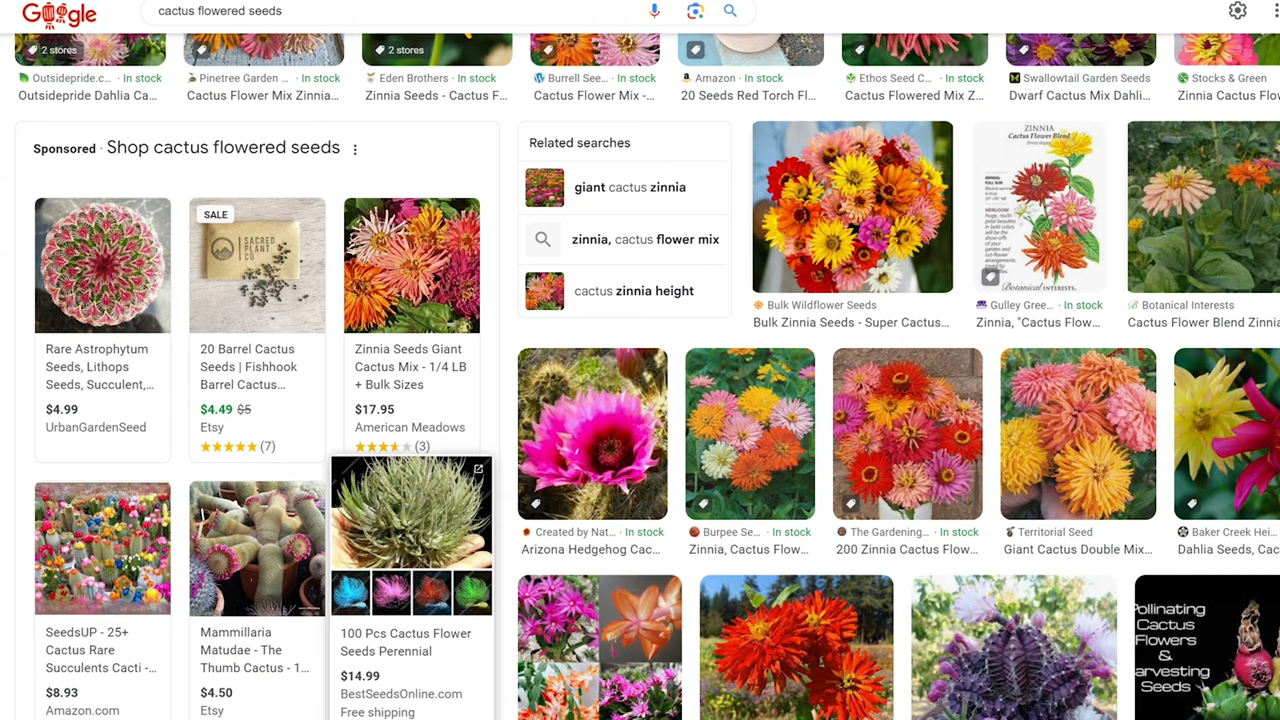 Google
cactus flowered seeds
2 stores
2 stores
Outsidepride.c... · In stock
Outsidepride Dahlia Ca...
Pinetree Garden ... · In stock
Cactus Flower Mix Zinnia...
Eden Brothers · In stock
Zinnia Seeds - Cactus F...
Burrell See... · In stock
Cactus Flower Mix -...
Amazon · In stock
20 Seeds Red Torch Fl...
Ethos Seed C... · In stock
Cactus Flowered Mix Z...
Swallowtail Garden Seeds
Dwarf Cactus Mix Dahli...
Stocks & Green
Zinnia Cactus Flo
Sponsored · Shop cactus flowered seeds
SALE
SACRED
PLANT
CO
Rare Astrophytum
Seeds, Lithops
Seeds, Succulent,...
$4.99
UrbanGardenSeed
20 Barrel Cactus
Seeds | Fishhook
Barrel Cactus...
$4.49 $5
Etsy
(7)
Zinnia Seeds Giant
Cactus Mix - 1/4 LB
+ Bulk Sizes
$17.95
American Meadows
(3)
SeedsUP - 25+
Cactus Rare
Succulents Cacti -...
$8.93
Amazon.com
Mammillaria
Matudae - The
Thumb Cactus - 1...
$4.50
Etsy
100 Pcs Cactus Flower
Seeds Perennial
$14.99
BestSeedsOnline.com
Free shipping
Related searches
giant cactus zinnia
zinnia, cactus flower mix
cactus zinnia height
Bulk Wildflower Seeds
Bulk Zinnia Seeds - Super Cactus...
ZINNIA
Cactus Flower Blend
Botanical Interests
Gulley Gree... · In stock
Zinnia, "Cactus Flow...
Botanical Interests
Cactus Flower Blend Zinni
Created by Nat... · In stock
Arizona Hedgehog Cac...
Burpee Se... · In stock
Zinnia, Cactus Flow...
The Gardening... · In stock
200 Zinnia Cactus Flow...
Territorial Seed
Giant Cactus Double Mix...
Baker Creek Hei...
Dahlia Seeds, Cac
Pollinating
Cactus
Flowers
&
arvesting
Seeds